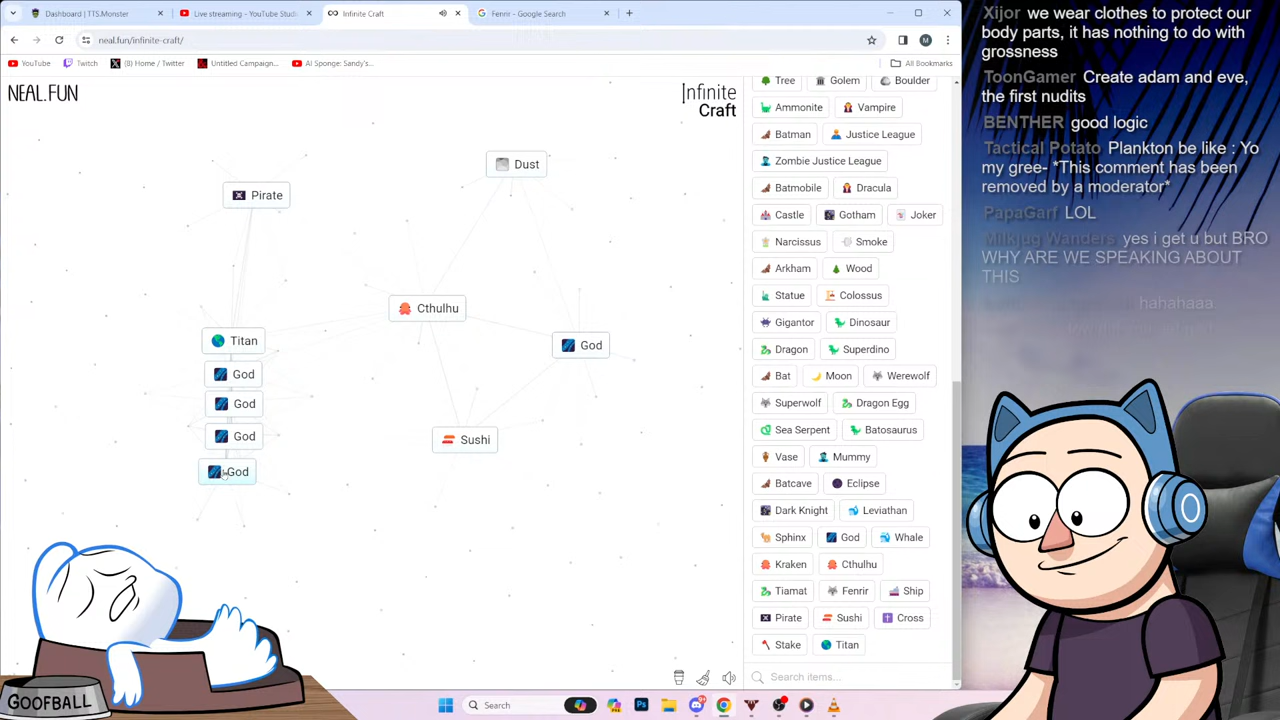 Dashboard | TTS.Monster
Live streaming - YouTube Studi
Infinite Craft
Fenrir - Google Search
neal.fun/infinite-craft/
YouTube
Twitch
(8) Home / Twitter
Untitled Campaign...
AI Sponge: Sandy's...
All Bookmarks
NEAL.FUN
Infinite
Craft
Pirate
Dust
Cthulhu
Titan
God
God
God
God
God
Sushi
Tree Golem Boulder
Ammonite Vampire
Batman Justice League
Zombie Justice League
Batmobile Dracula
Castle Gotham Joker
Narcissus Smoke
Arkham Wood
Statue Colossus
Gigantor Dinosaur
Dragon Superdino
Bat Moon Werewolf
Superwolf Dragon Egg
Sea Serpent Batosaurus
Vase Mummy
Batcave Eclipse
Dark Knight Leviathan
Sphinx God Whale
Kraken Cthulhu
Tiamat Fenrir Ship
Pirate Sushi Cross
Stake Titan
Search items...
Search
GOOFBALL
Xijor we wear clothes to protect our
body parts, it has nothing to do with
grossness
ToonGamer Create adam and eve,
the first nudits
BENTHER good logic
Tactical Potato Plankton be like : Yo
my gree- *This comment has been
removed by a moderator*
PapaGarf LOL
Milkjug Wanders yes i get u but BRO
WHY ARE WE SPEAKING ABOUT
THIS
hahahaaa